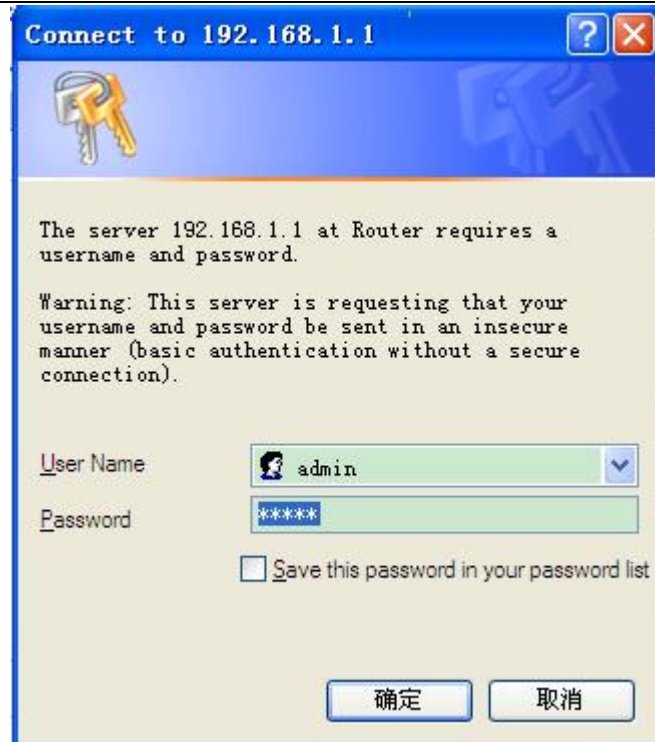 Connect to 192.168.1.1
The server 192.168.1.1 at Router requires a
username and password.
Warning: This server is requesting that your
username and password be sent in an insecure
manner (basic authentication without a secure
connection).
User Name
admin
Password
*****
Save this password in your password list
确定
取消